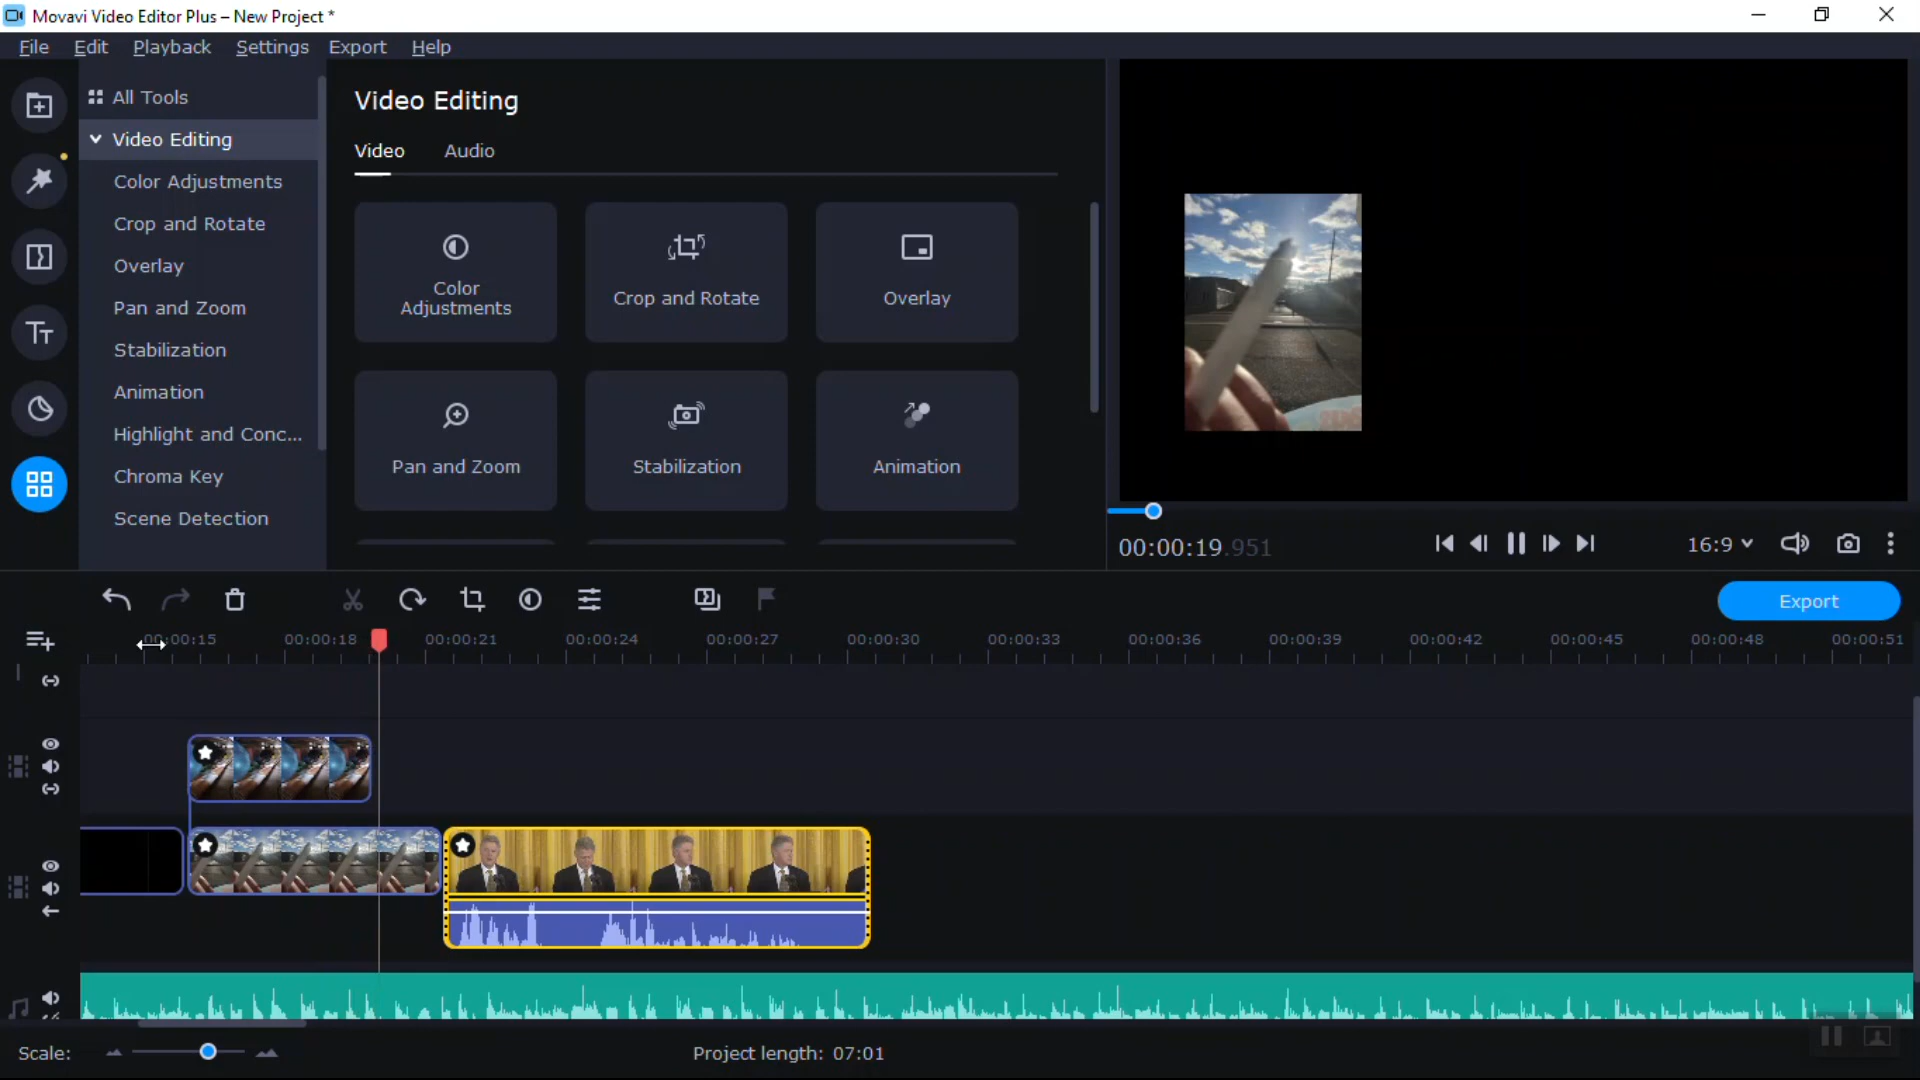 Movavi Video Editor Plus – New Project *
File Edit Playback Settings Export Help
All Tools
Video Editing
Color Adjustments
Crop and Rotate
Overlay
Pan and Zoom
Stabilization
Animation
Highlight and Conc...
Chroma Key
Scene Detection
Video Editing
Video Audio
Color
Adjustments
Crop and Rotate
Overlay
Pan and Zoom
Stabilization
Animation
00:00:19.951
16:9
Export
00:00:15 00:00:18 00:00:21 00:00:24 00:00:27 00:00:30 00:00:33 00:00:36 00:00:39 00:00:42 00:00:45 00:00:48 00:00:51
Scale:
Project length: 07:01